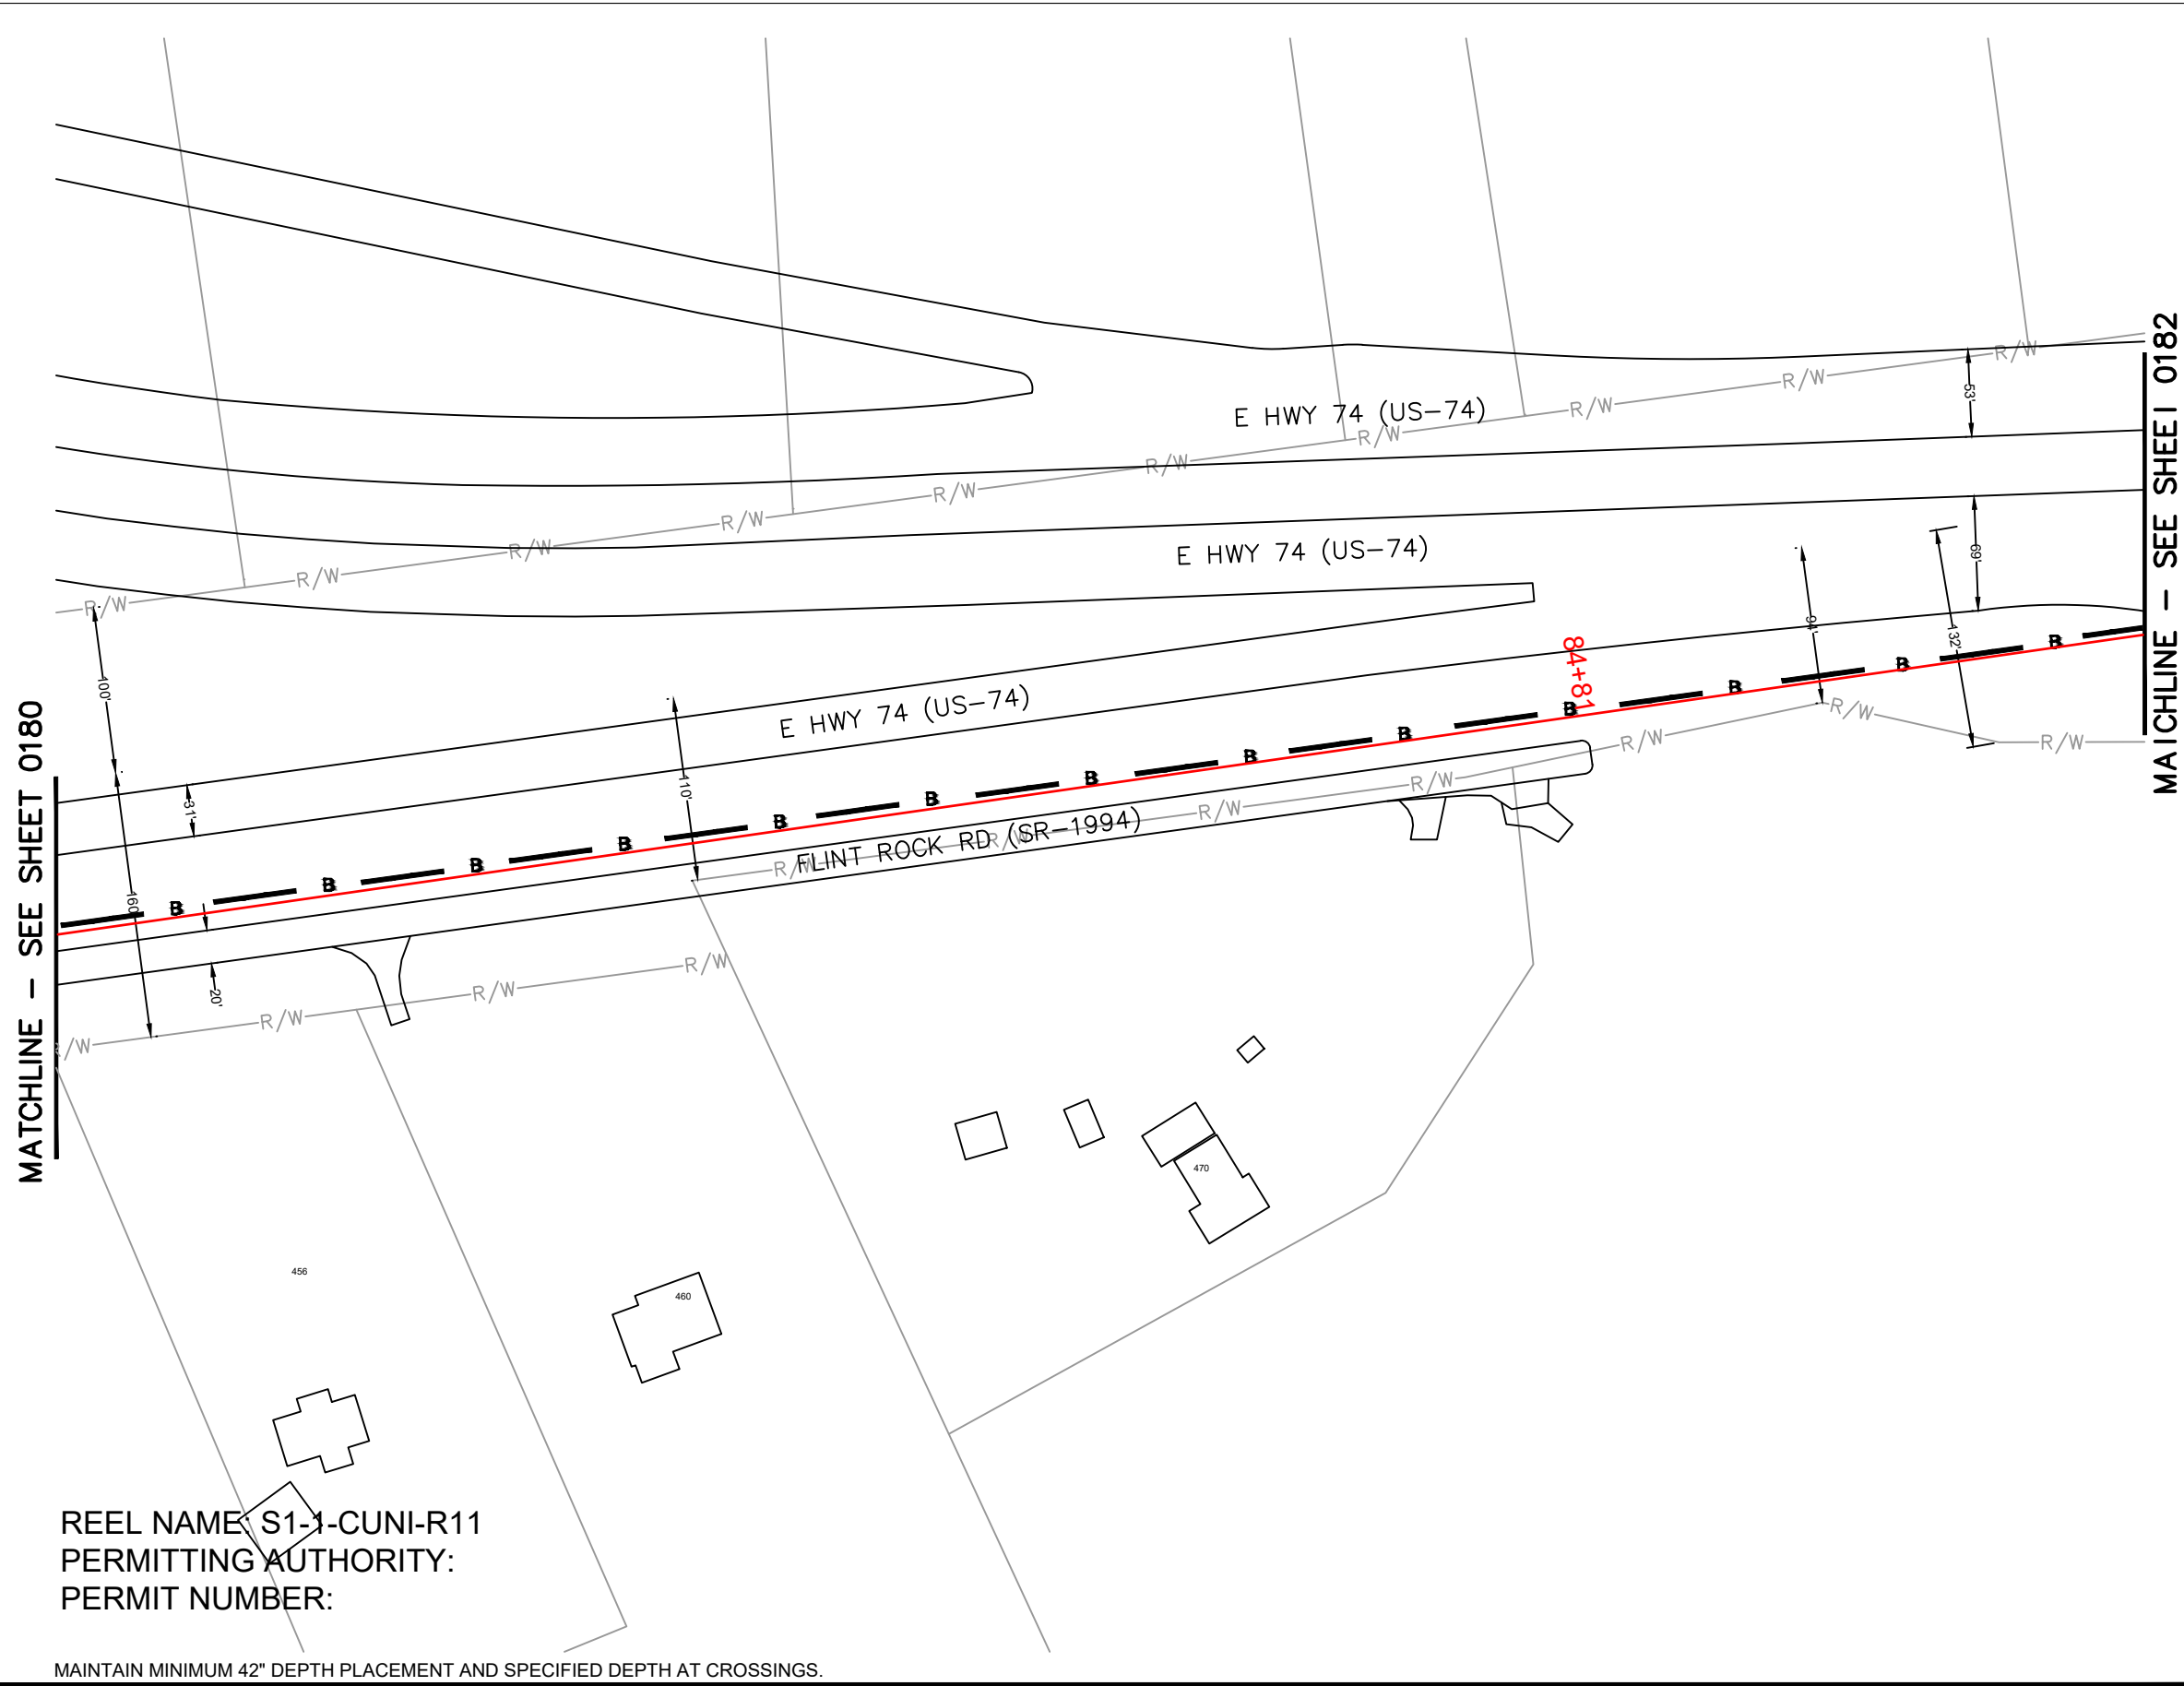 E HWY 74 (US-74)
R/W
R/W
R/W
R/W
R/W
R/W
R/W
R/W
R/W
R/W
53'
E HWY 74 (US-74)
69'
94'
132'
100'
84+81
E HWY 74 (US-74)
110'
31'
160'
20'
B
B
B
B
B
B
B
B
B
B
B
B
B
FLINT ROCK RD (SR-1994)
R/W
R/W
R/W
R/W
R/W
R/W
R/W
R/W
R/W
R/W
R/W
MATCHLINE - SEE SHEET 0180
MATCHLINE - SEE SHEET 0182
470
456
460
REEL NAME: S1-1-CUNI-R11
PERMITTING AUTHORITY:
PERMIT NUMBER:
MAINTAIN MINIMUM 42" DEPTH PLACEMENT AND SPECIFIED DEPTH AT CROSSINGS.